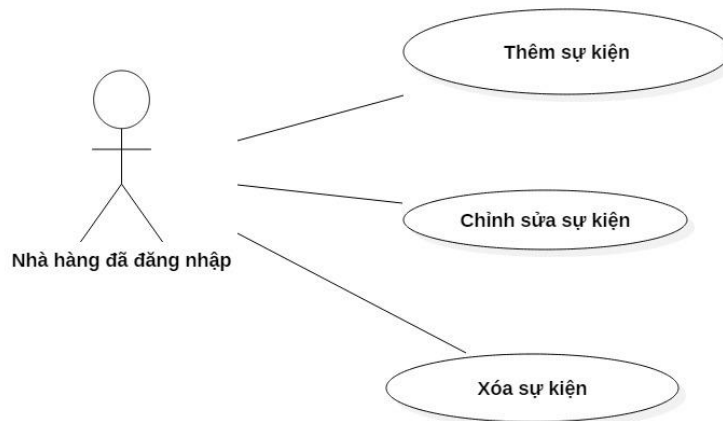 Thêm sự kiện
Chỉnh sửa sự kiện
Nhà hàng đã đăng nhập
Xóa sự kiện